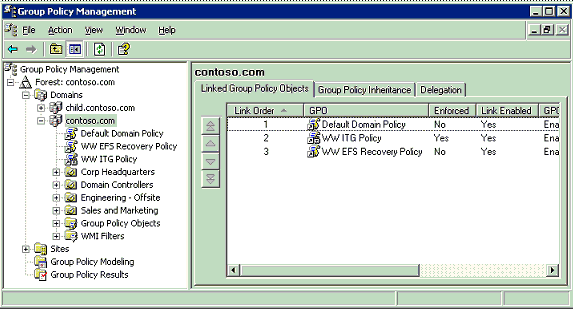 Group Policy Management
File Action View Window Help
Group Policy Management
Forest: contoso.com
Domains
child.contoso.com
contoso.com
Default Domain Policy
WW EFS Recovery Policy
WW ITG Policy
Corp Headquarters
Domain Controllers
Engineering - Offsite
Sales and Marketing
Group Policy Objects
WMI Filters
Sites
Group Policy Modeling
Group Policy Results
contoso.com
Linked Group Policy Objects Group Policy Inheritance Delegation
Link Order GPO Enforced Link Enabled GPO
1 Default Domain Policy No Yes Ena
2 WW ITG Policy Yes Yes Ena
3 WW EFS Recovery Policy No Yes Ena